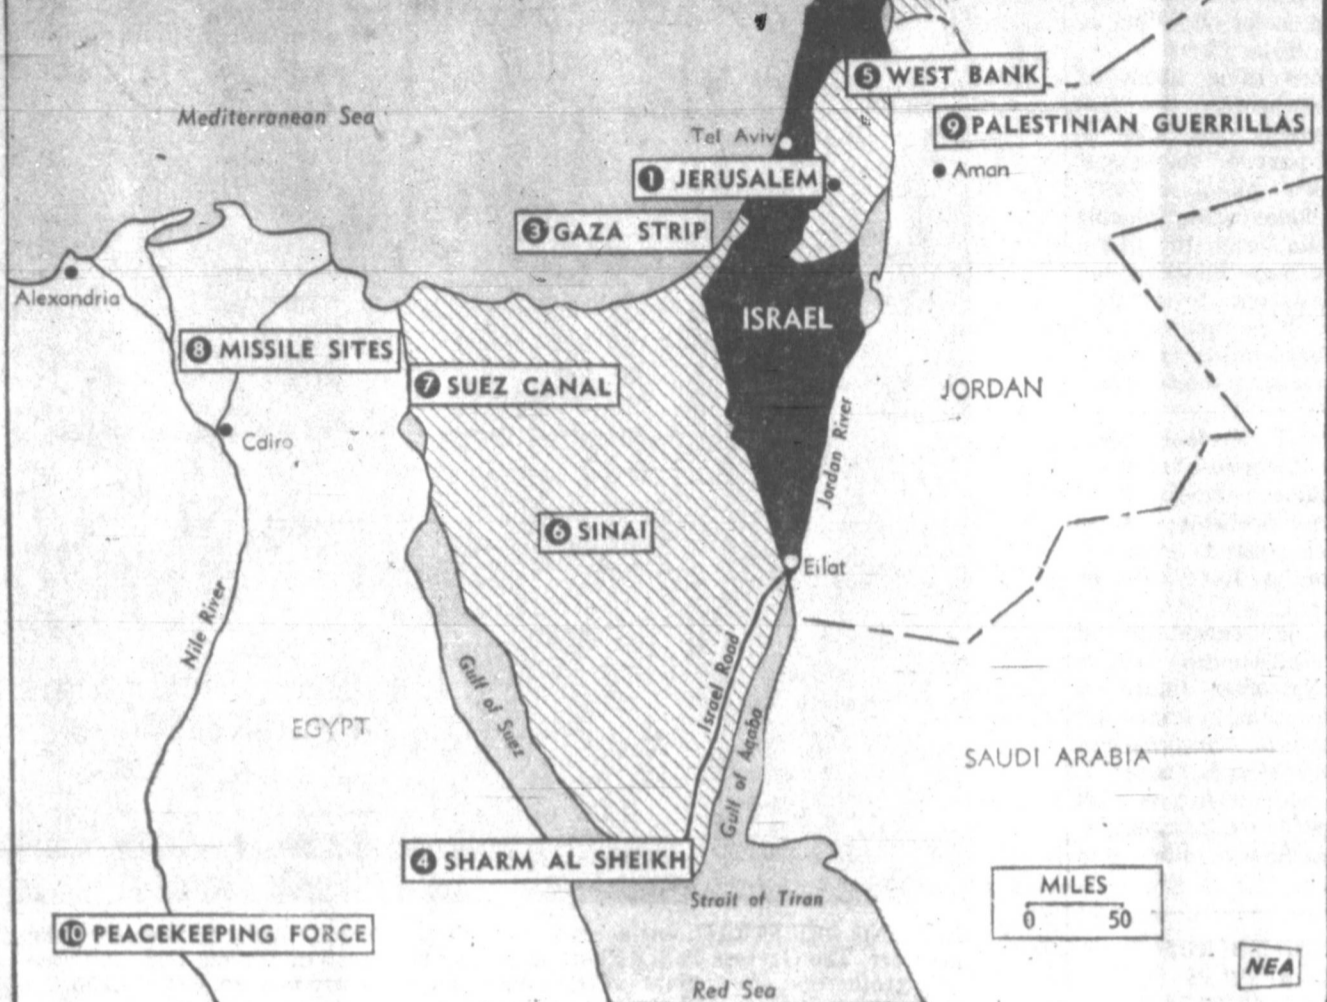 5 WEST BANK
Mediterranean Sea
9 PALESTINIAN GUERRILLAS
Tel Aviv
1 JERUSALEM
Aman
3 GAZA STRIP
Alexandria
ISRAEL
8 MISSILE SITES
7 SUEZ CANAL
JORDAN
Cairo
Jordan River
6 SINAI
Eilat
Nile River
Israel Road
Gulf of Suez
EGYPT
Gulf of Aqaba
SAUDI ARABIA
4 SHARM AL SHEIKH
Strait of Tiran
MILES
0 50
10 PEACEKEEPING FORCE
NEA
Red Sea